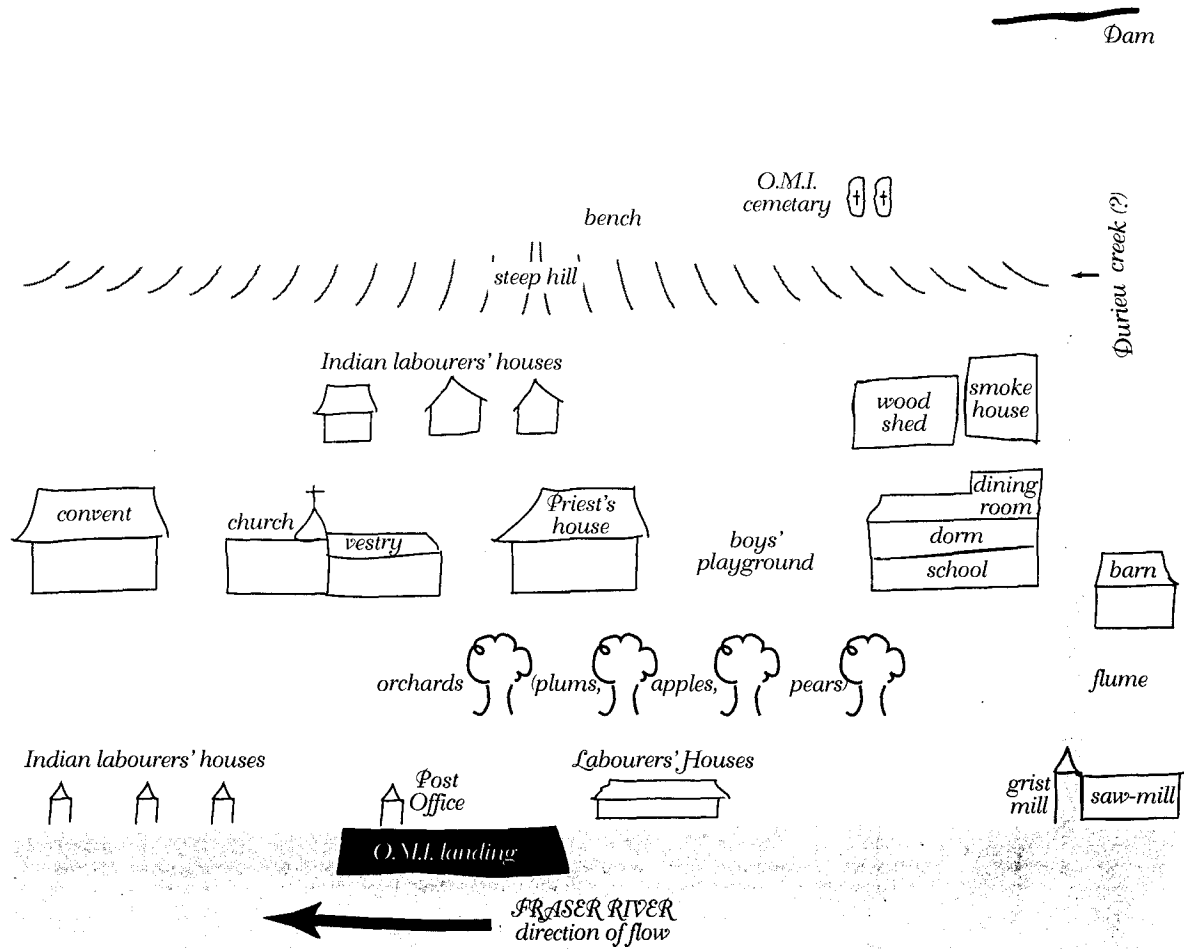 Dam
O.M.I.
cemetary
bench
steep hill
Durieu creek (?)
Indian labourers' houses
wood
shed
smoke
house
convent
church
vestry
Priest's
house
boys'
playground
dining
room
dorm
school
barn
orchards (plums, apples, pears)
flume
Indian labourers' houses
Post
Office
Labourers' Houses
grist
mill
saw-mill
O.M.I. landing
FRASER RIVER
direction of flow